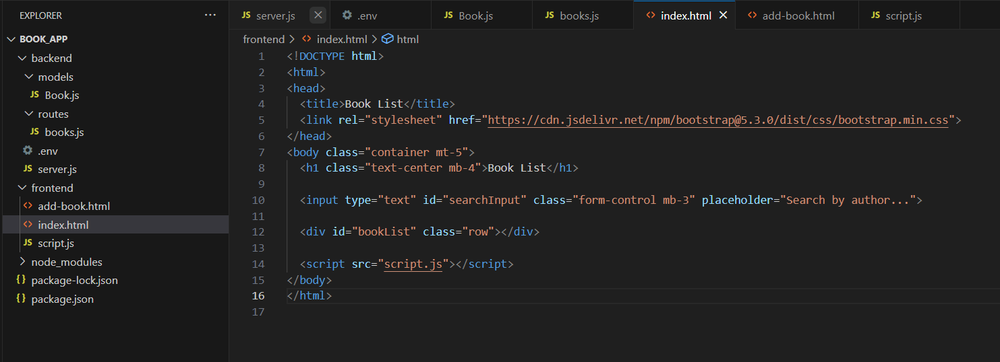 EXPLORER ...
BOOK_APP
backend
models
JS Book.js
routes
JS books.js
.env
JS server.js
frontend
<> add-book.html
<> index.html
JS script.js
node_modules
{} package-lock.json
{} package.json
JS server.js × .env JS Book.js JS books.js <> index.html × <> add-book.html JS script.js
frontend > <> index.html > html
1 <!DOCTYPE html>
2 <html>
3 <head>
4 <title>Book List</title>
5 <link rel="stylesheet" href="https://cdn.jsdelivr.net/npm/bootstrap@5.3.0/dist/css/bootstrap.min.css">
6 </head>
7 <body class="container mt-5">
8 <h1 class="text-center mb-4">Book List</h1>
9
10 <input type="text" id="searchInput" class="form-control mb-3" placeholder="Search by author...">
11
12 <div id="bookList" class="row"></div>
13
14 <script src="script.js"></script>
15 </body>
16 </html>
17